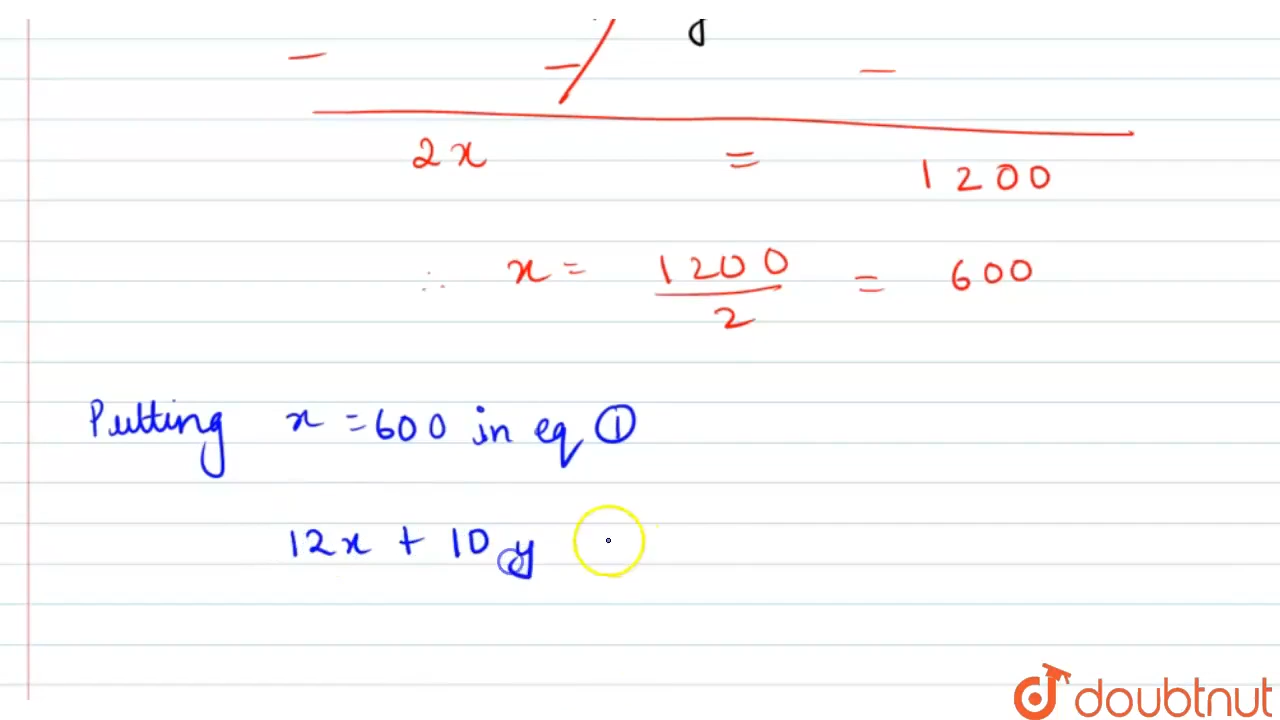 2x = 1200
∴ x = 1200/2 = 600
Putting x = 600 in eq ①
12x + 10y
doubtnut